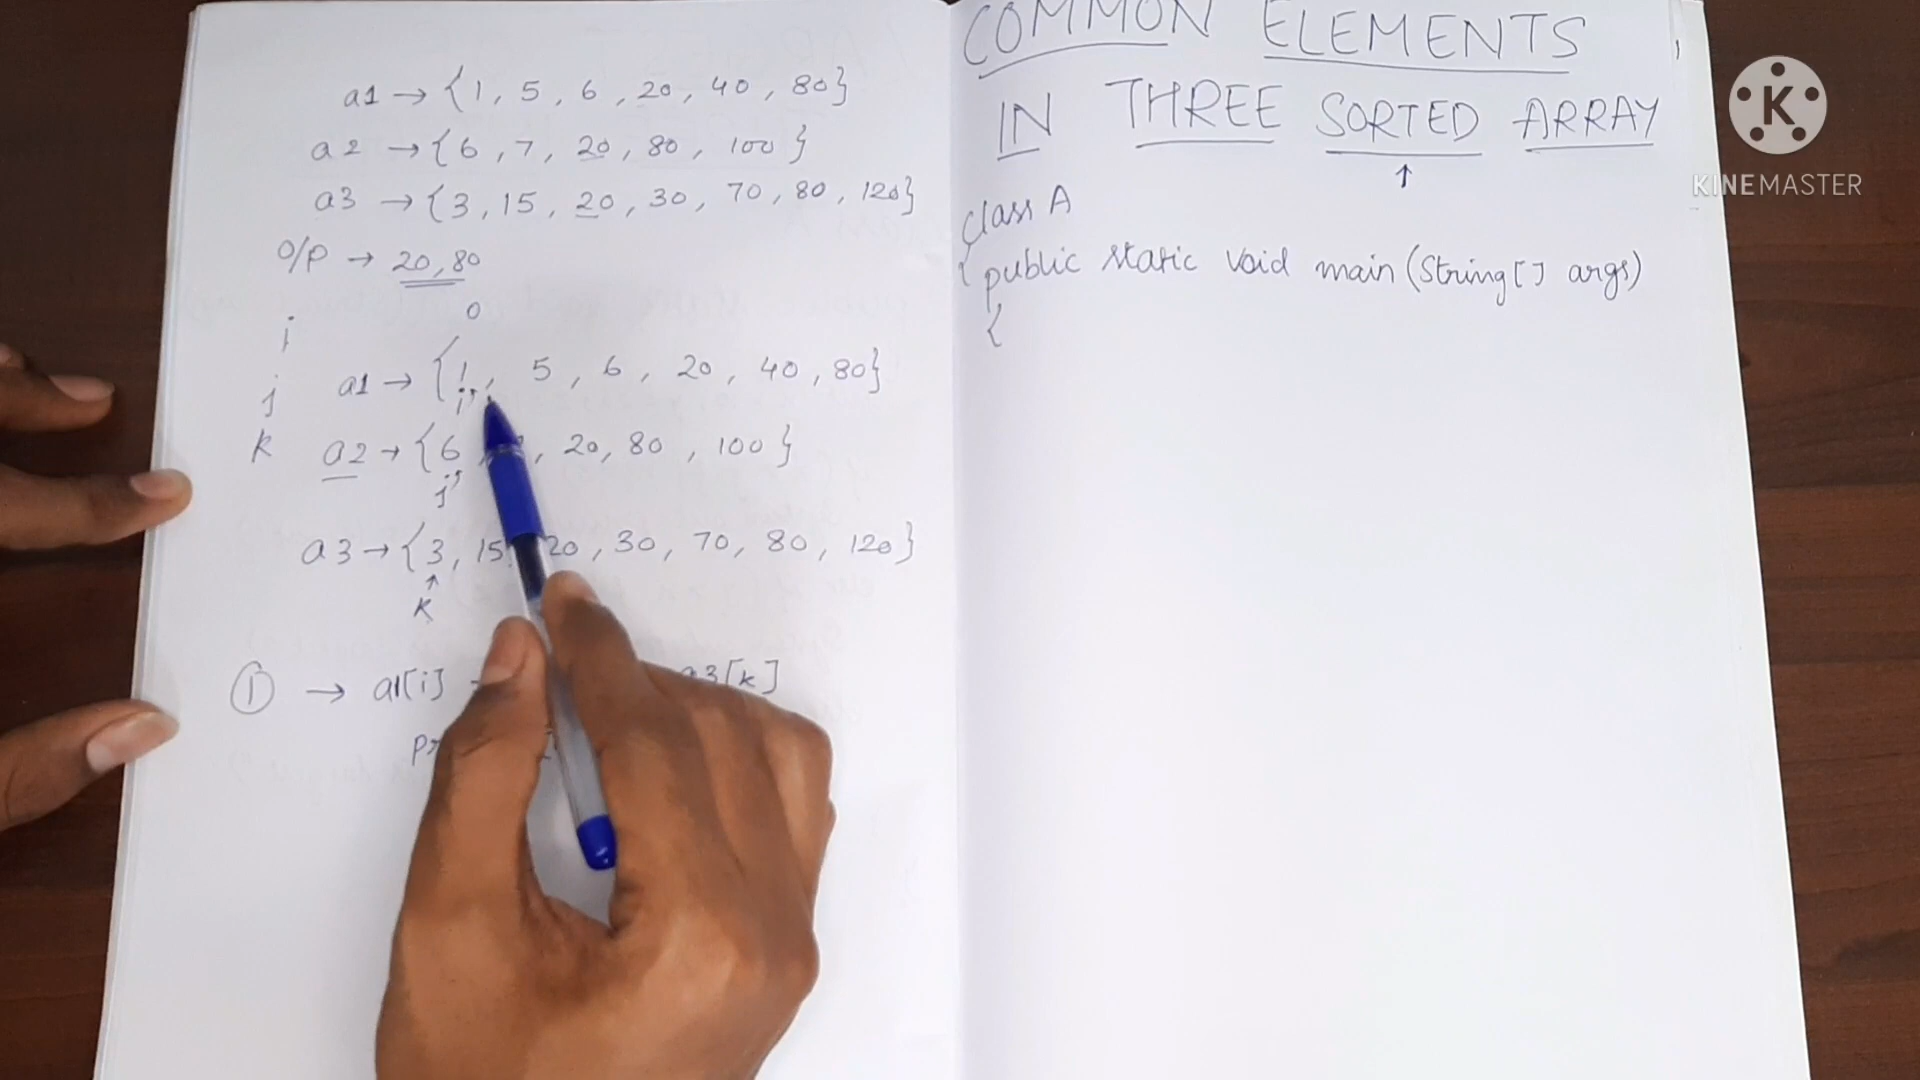 a1 → {1, 5, 6, 20, 40, 80}
a2 → {6, 7, 20, 80, 100}
a3 → {3, 15, 20, 30, 70, 80, 120}
O/P → 20, 80
0
i
a1 → {1, 5, 6, 20, 40, 80}
i
j
k
a2 → {6, , 20, 80, 100}
j
a3 → {3, 15, 20, 30, 70, 80, 120}
k
① → a1[i] a3[k]
COMMON ELEMENTS
IN THREE SORTED ARRAY
class A
{ public static void main (String[] args)
{
K
KINEMASTER